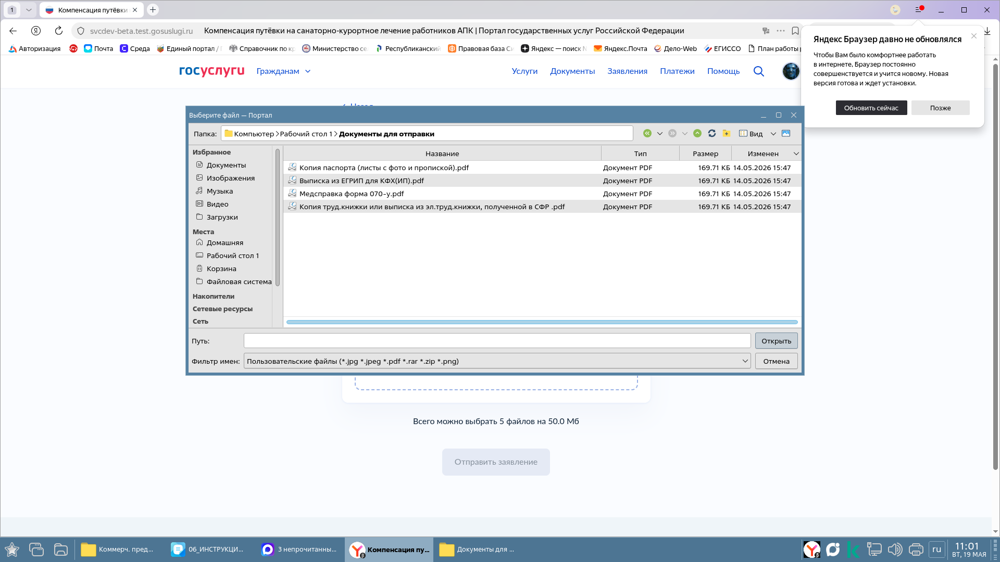 1
Компенсация путёвки
svcdev-beta.test.gosuslugi.ru
Компенсация путёвки на санаторно-курортное лечение работников АПК | Портал государственных услуг Российской Федерации
Авторизация
Почта
Среда
Единый портал /
Справочник по кр
Министерство се
Республиканский
Правовая база Си
Яндекс — поиск
Яндекс.Почта
Дело-Web
ЕГИССО
План работы
Яндекс Браузер давно не обновлялся
Чтобы Вам было комфортнее работать
в интернете, Браузер постоянно
совершенствуется и учится новому. Новая
версия готова и ждет установки.
Обновить сейчас
Позже
госуслуги
Гражданам
Услуги
Документы
Заявления
Платежи
Помощь
Назад
Выберите файл — Портал
Папка:
Компьютер
Рабочий стол 1
Документы для отправки
Вид
Избранное
Документы
Изображения
Музыка
Видео
Загрузки
Места
Домашняя
Рабочий стол 1
Корзина
Файловая система
Накопители
Сетевые ресурсы
Сеть
Название
Тип
Размер
Изменен
Копия паспорта (листы с фото и пропиской).pdf Документ PDF 169.71 КБ 14.05.2026 15:47
Выписка из ЕГРИП для КФХ(ИП).pdf Документ PDF 169.71 КБ 14.05.2026 15:47
Медсправка форма 070-у.pdf Документ PDF 169.71 КБ 14.05.2026 15:47
Копия труд.книжки или выписка из эл.труд.книжки, полученной в СФР .pdf Документ PDF 169.71 КБ 14.05.2026 15:47
Путь:
Открыть
Фильтр имен:
Пользовательские файлы (*.jpg *.jpeg *.pdf *.rar *.zip *.png)
Отмена
Всего можно выбрать 5 файлов на 50.0 Мб
Отправить заявление
Коммерч. пред...
06_ИНСТРУКЦИ...
3 непрочитанны...
Компенсация пу...
Документы для ...
ru
11:01
ВТ, 19 МАЯ